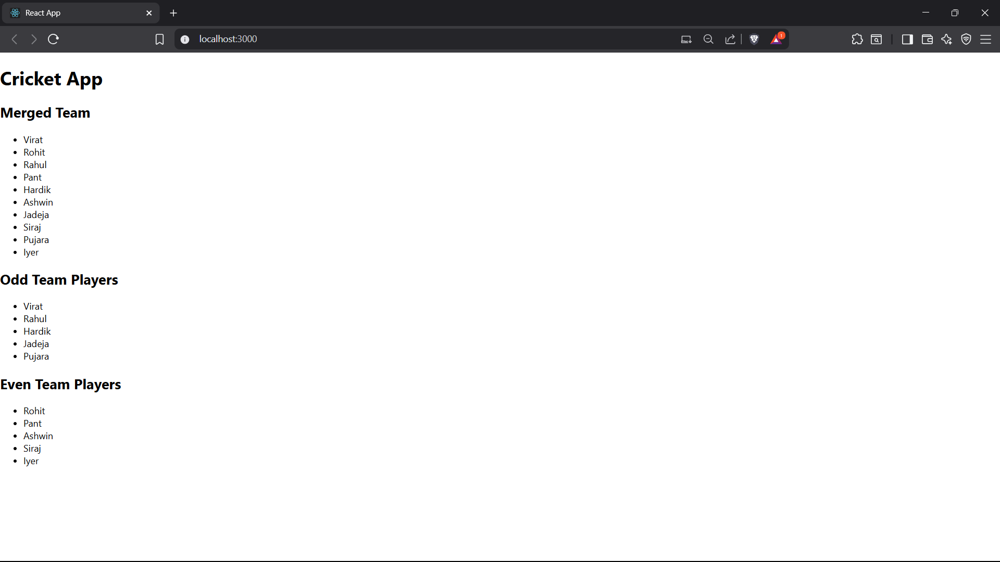 React App
localhost:3000
1
Cricket App
Merged Team
Virat
Rohit
Rahul
Pant
Hardik
Ashwin
Jadeja
Siraj
Pujara
Iyer
Odd Team Players
Virat
Rahul
Hardik
Jadeja
Pujara
Even Team Players
Rohit
Pant
Ashwin
Siraj
Iyer